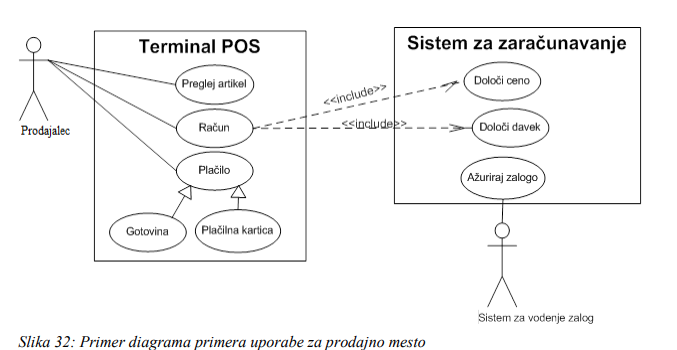 Terminal POS
Sistem za zaračunavanje
Prodajalec
Preglej artikel
Račun
Plačilo
Gotovina
Plačilna kartica
<<include>>
<<include>>
Določi ceno
Določi davek
Ažuriraj zalogo
Sistem za vodenje zalog
Slika 32: Primer diagrama primera uporabe za prodajno mesto